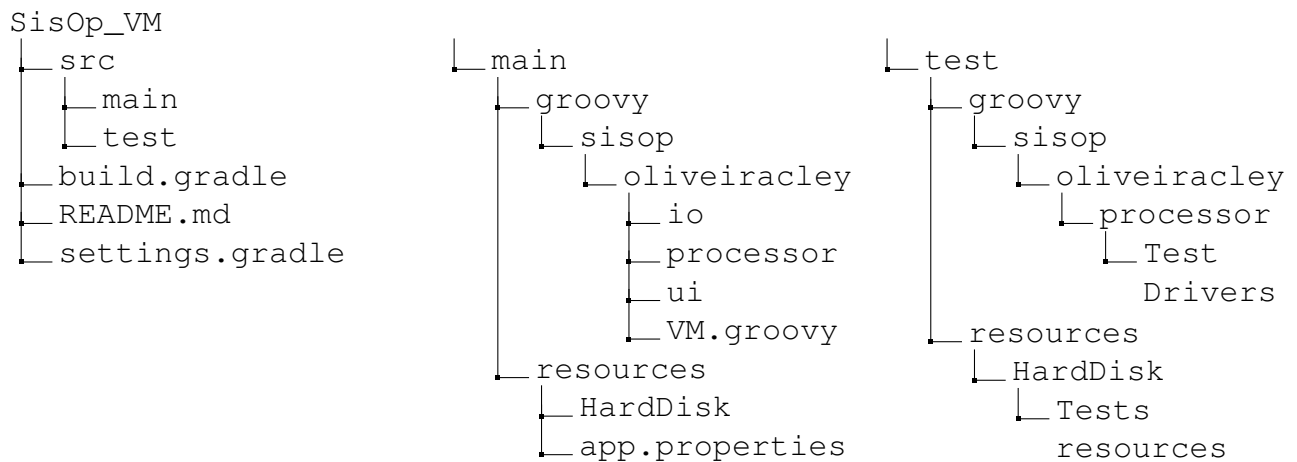 SisOp_VM
src
main
test
build.gradle
README.md
settings.gradle
main
groovy
sisop
oliveiracley
io
processor
ui
VM.groovy
resources
HardDisk
app.properties
test
groovy
sisop
oliveiracley
processor
Test
Drivers
resources
HardDisk
Tests
resources